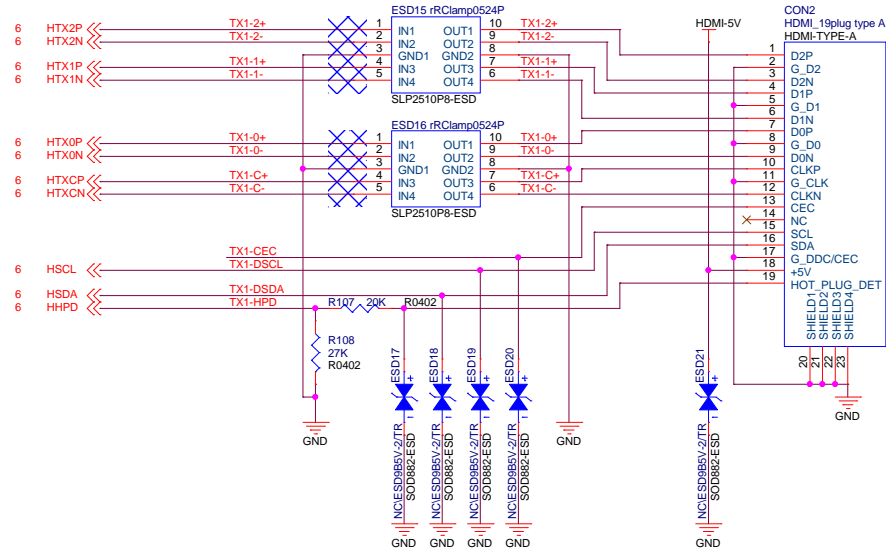 ESD15 rRClamp0524P
6 HTX2P TX1-2+ 1 IN1 OUT1 10 TX1-2+
6 HTX2N TX1-2- 2 IN2 OUT2 9 TX1-2-
3 GND1 GND2 8
6 HTX1P TX1-1+ 4 IN3 OUT3 7 TX1-1+
6 HTX1N TX1-1- 5 IN4 OUT4 6 TX1-1-
SLP2510P8-ESD
ESD16 rRClamp0524P
6 HTX0P TX1-0+ 1 IN1 OUT1 10 TX1-0+
6 HTX0N TX1-0- 2 IN2 OUT2 9 TX1-0-
3 GND1 GND2 8
6 HTXCP TX1-C+ 4 IN3 OUT3 7 TX1-C+
6 HTXCN TX1-C- 5 IN4 OUT4 6 TX1-C-
SLP2510P8-ESD
TX1-CEC
6 HSCL TX1-DSCL
6 HSDA TX1-DSDA
6 HHPD TX1-HPD
R107 20K R0402
R108
27K
R0402
GND
ESD17
+
NC\ESD9B5V-2/TR
SOD882-ESD
GND
ESD18
+
NC\ESD9B5V-2/TR
SOD882-ESD
GND
ESD19
+
NC\ESD9B5V-2/TR
SOD882-ESD
GND
ESD20
+
NC\ESD9B5V-2/TR
SOD882-ESD
GND
GND
HDMI-5V
ESD21
+
NC\ESD9B5V-2/TR
SOD882-ESD
GND
CON2
HDMI_19plug type A
HDMI-TYPE-A
1 D2P
2 G_D2
3 D2N
4 D1P
5 G_D1
6 D1N
7 D0P
8 G_D0
9 D0N
10 CLKP
11 G_CLK
12 CLKN
13 CEC
14 NC
15 SCL
16 SDA
17 G_DDC/CEC
18 +5V
19 HOT_PLUG_DET
20 SHIELD1
21 SHIELD2
22 SHIELD3
23 SHIELD4
GND